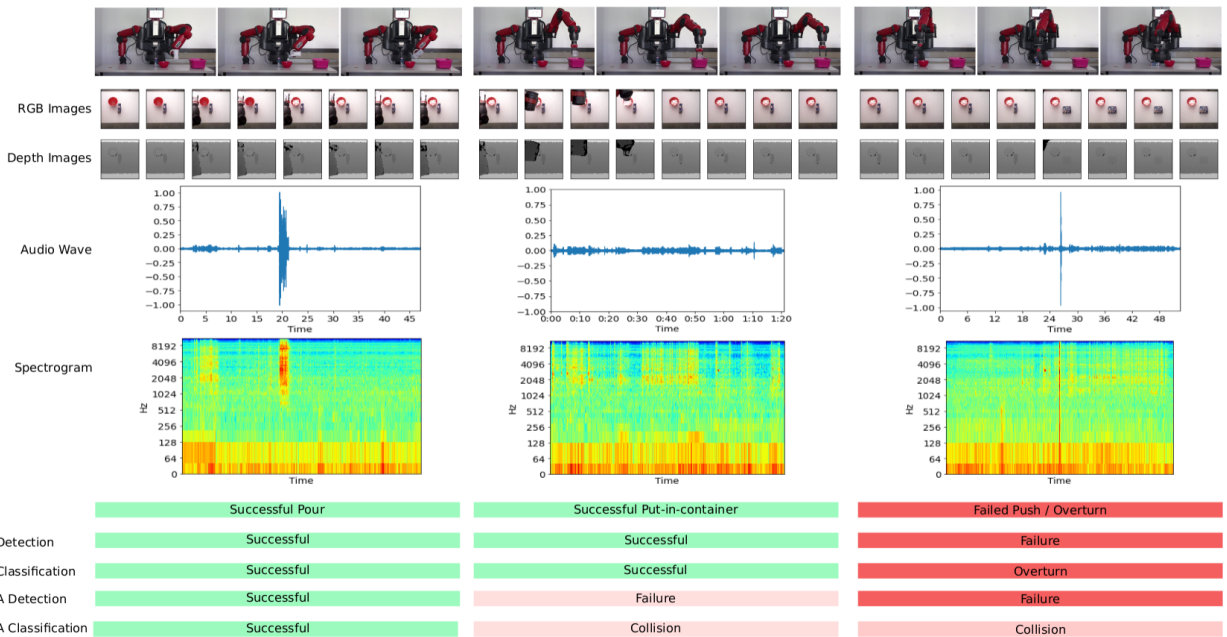 RGB Images
Depth Images
Audio Wave
1.00
0.75
0.50
0.25
0.00
−0.25
−0.50
−0.75
−1.00
0 5 10 15 20 25 30 35 40 45
Time
1.00
0.75
0.50
0.25
0.00
−0.25
−0.50
−0.75
−1.00
0:00 0:10 0:20 0:30 0:40 0:50 1:00 1:10 1:20
Time
1.00
0.75
0.50
0.25
0.00
−0.25
−0.50
−0.75
−1.00
0 6 12 18 24 30 36 42 48
Time
Spectrogram
8192
4096
2048
1024
512
256
128
64
0
Hz
Time
8192
4096
2048
1024
512
256
128
64
0
Hz
Time
8192
4096
2048
1024
512
256
128
64
0
Hz
Time
Successful Pour Successful Put-in-container Failed Push / Overturn
Detection Successful Successful Failure
Classification Successful Successful Overturn
A Detection Successful Failure Failure
A Classification Successful Collision Collision